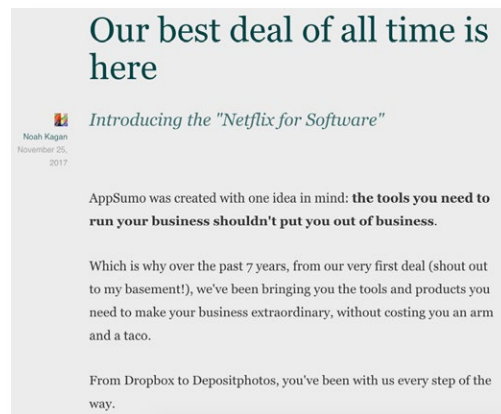 Our best deal of all time is
here
Introducing the "Netflix for Software"
Noah Kagan
November 25,
2017
AppSumo was created with one idea in mind: the tools you need to
run your business shouldn't put you out of business.
Which is why over the past 7 years, from our very first deal (shout out
to my basement!), we've been bringing you the tools and products you
need to make your business extraordinary, without costing you an arm
and a taco.
From Dropbox to Depositphotos, you've been with us every step of the
way.